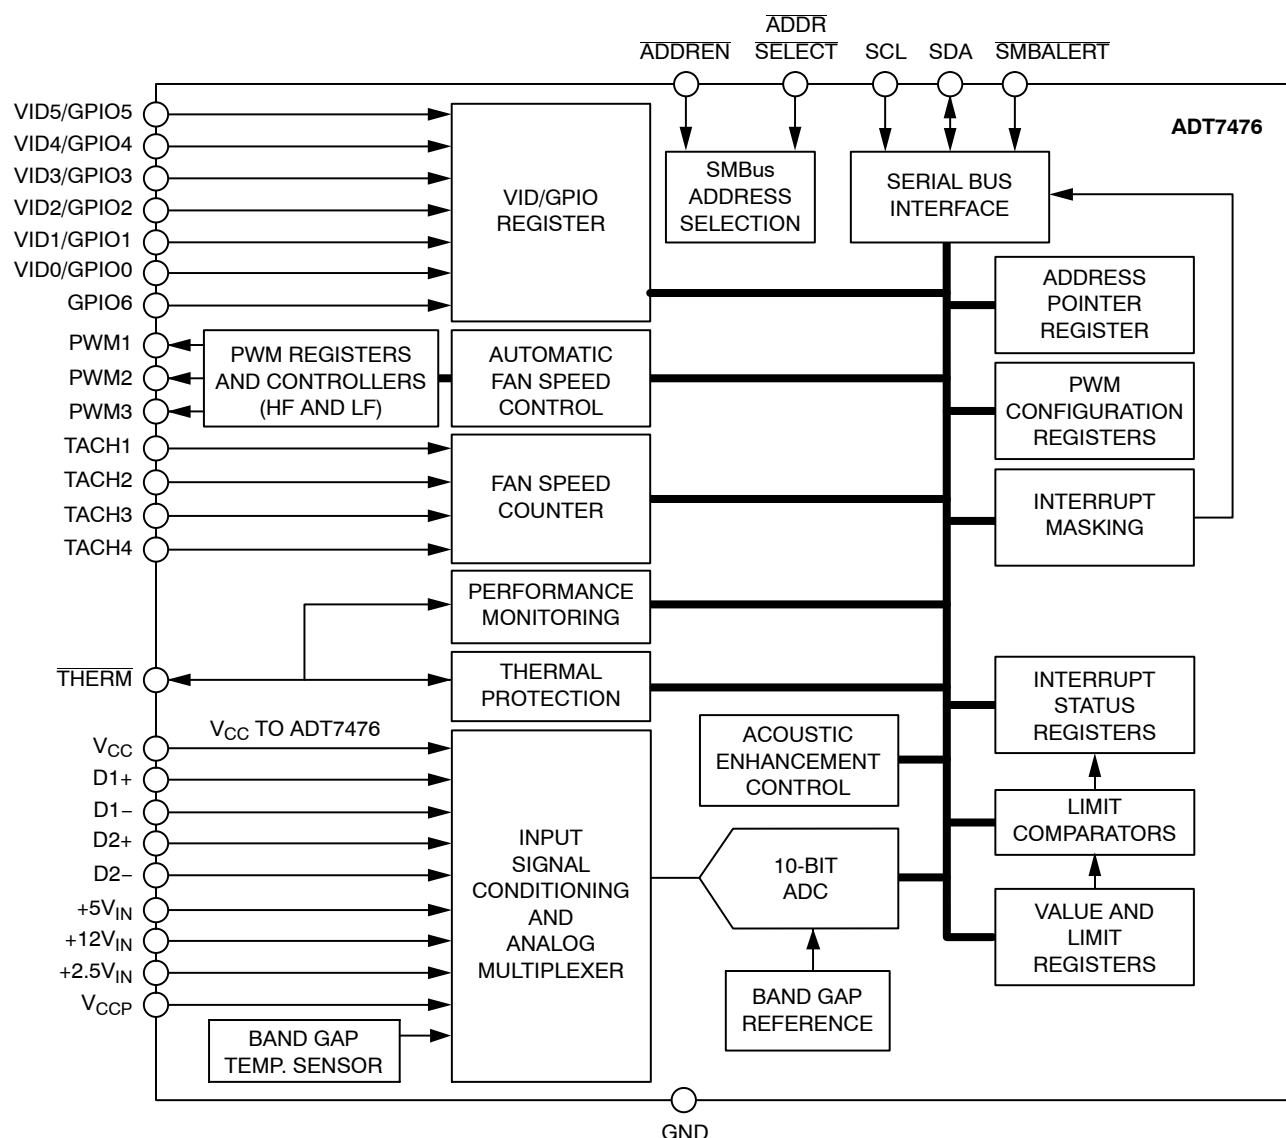 ADDREN
ADDR
SELECT
SCL
SDA
SMBALERT
ADT7476
VID5/GPIO5
VID4/GPIO4
VID3/GPIO3
VID2/GPIO2
VID1/GPIO1
VID0/GPIO0
GPIO6
VID/GPIO
REGISTER
SMBus
ADDRESS
SELECTION
SERIAL BUS
INTERFACE
ADDRESS
POINTER
REGISTER
PWM1
PWM2
PWM3
PWM REGISTERS
AND CONTROLLERS
(HF AND LF)
AUTOMATIC
FAN SPEED
CONTROL
PWM
CONFIGURATION
REGISTERS
TACH1
TACH2
TACH3
TACH4
FAN SPEED
COUNTER
INTERRUPT
MASKING
PERFORMANCE
MONITORING
THERM
THERMAL
PROTECTION
INTERRUPT
STATUS
REGISTERS
VCC TO ADT7476
VCC
D1+
D1−
D2+
D2−
+5VIN
+12VIN
+2.5VIN
VCCP
INPUT
SIGNAL
CONDITIONING
AND
ANALOG
MULTIPLEXER
ACOUSTIC
ENHANCEMENT
CONTROL
LIMIT
COMPARATORS
10-BIT
ADC
VALUE AND
LIMIT
REGISTERS
BAND GAP
REFERENCE
BAND GAP
TEMP. SENSOR
GND